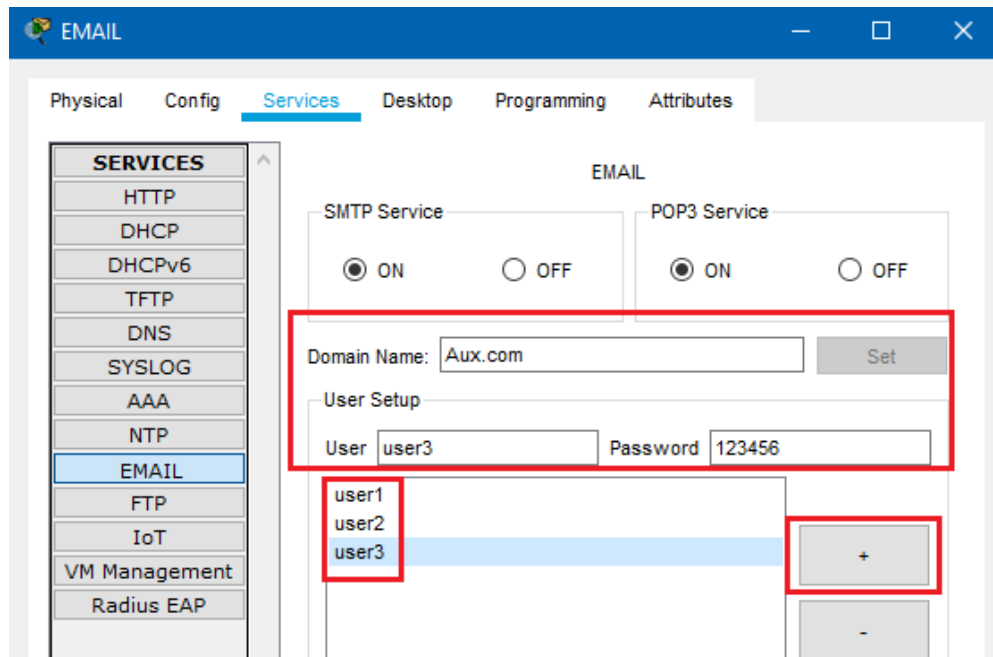 EMAIL
Physical Config Services Desktop Programming Attributes
SERVICES
HTTP
DHCP
DHCPv6
TFTP
DNS
SYSLOG
AAA
NTP
EMAIL
FTP
IoT
VM Management
Radius EAP
EMAIL
SMTP Service POP3 Service
ON OFF ON OFF
Domain Name: Aux.com Set
User Setup
User user3 Password 123456
user1
user2
user3
+
-